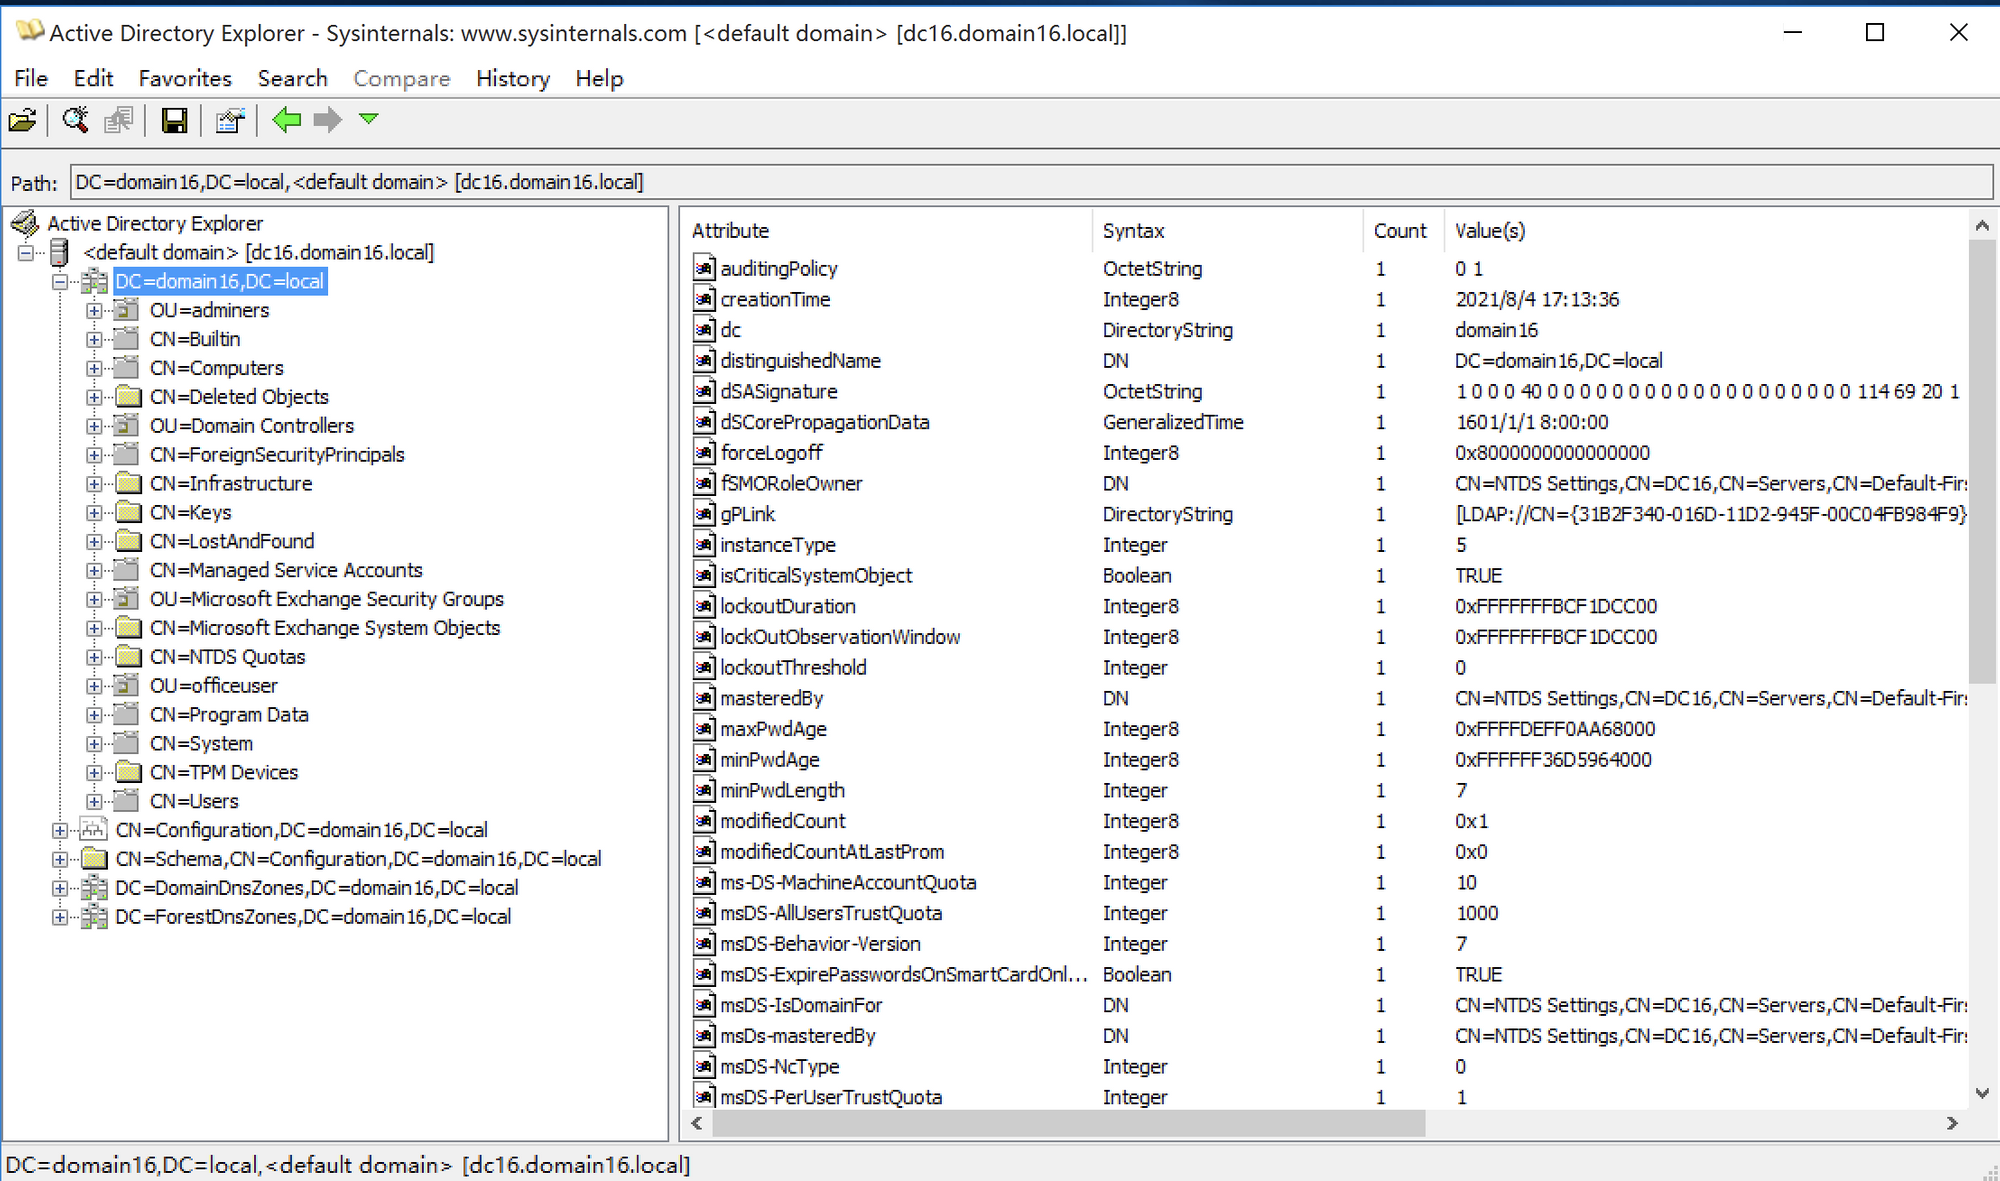 Active Directory Explorer - Sysinternals: www.sysinternals.com [<default domain> [dc16.domain16.local]]
File Edit Favorites Search Compare History Help
Path: DC=domain16,DC=local,<default domain> [dc16.domain16.local]
Active Directory Explorer
<default domain> [dc16.domain16.local]
DC=domain16,DC=local
OU=adminers
CN=Builtin
CN=Computers
CN=Deleted Objects
OU=Domain Controllers
CN=ForeignSecurityPrincipals
CN=Infrastructure
CN=Keys
CN=LostAndFound
CN=Managed Service Accounts
OU=Microsoft Exchange Security Groups
CN=Microsoft Exchange System Objects
CN=NTDS Quotas
OU=officeuser
CN=Program Data
CN=System
CN=TPM Devices
CN=Users
CN=Configuration,DC=domain16,DC=local
CN=Schema,CN=Configuration,DC=domain16,DC=local
DC=DomainDnsZones,DC=domain16,DC=local
DC=ForestDnsZones,DC=domain16,DC=local
Attribute Syntax Count Value(s)
auditingPolicy OctetString 1 0 1
creationTime Integer8 1 2021/8/4 17:13:36
dc DirectoryString 1 domain16
distinguishedName DN 1 DC=domain16,DC=local
dSASignature OctetString 1 1 0 0 0 40 0 0 0 0 0 0 0 0 0 0 0 0 0 0 0 114 69 20 1
dSCorePropagationData GeneralizedTime 1 1601/1/1 8:00:00
forceLogoff Integer8 1 0x8000000000000000
fSMORoleOwner DN 1 CN=NTDS Settings,CN=DC16,CN=Servers,CN=Default-Firs
gPLink DirectoryString 1 [LDAP://CN={31B2F340-016D-11D2-945F-00C04FB984F9}
instanceType Integer 1 5
isCriticalSystemObject Boolean 1 TRUE
lockoutDuration Integer8 1 0xFFFFFFFBCF1DCC00
lockOutObservationWindow Integer8 1 0xFFFFFFFBCF1DCC00
lockoutThreshold Integer 1 0
masteredBy DN 1 CN=NTDS Settings,CN=DC16,CN=Servers,CN=Default-Firs
maxPwdAge Integer8 1 0xFFFFDEFF0AA68000
minPwdAge Integer8 1 0xFFFFFF36D5964000
minPwdLength Integer 1 7
modifiedCount Integer8 1 0x1
modifiedCountAtLastProm Integer8 1 0x0
ms-DS-MachineAccountQuota Integer 1 10
msDS-AllUsersTrustQuota Integer 1 1000
msDS-Behavior-Version Integer 1 7
msDS-ExpirePasswordsOnSmartCardOnl... Boolean 1 TRUE
msDS-IsDomainFor DN 1 CN=NTDS Settings,CN=DC16,CN=Servers,CN=Default-Firs
msDs-masteredBy DN 1 CN=NTDS Settings,CN=DC16,CN=Servers,CN=Default-Firs
msDS-NcType Integer 1 0
msDS-PerUserTrustQuota Integer 1 1
DC=domain16,DC=local,<default domain> [dc16.domain16.local]